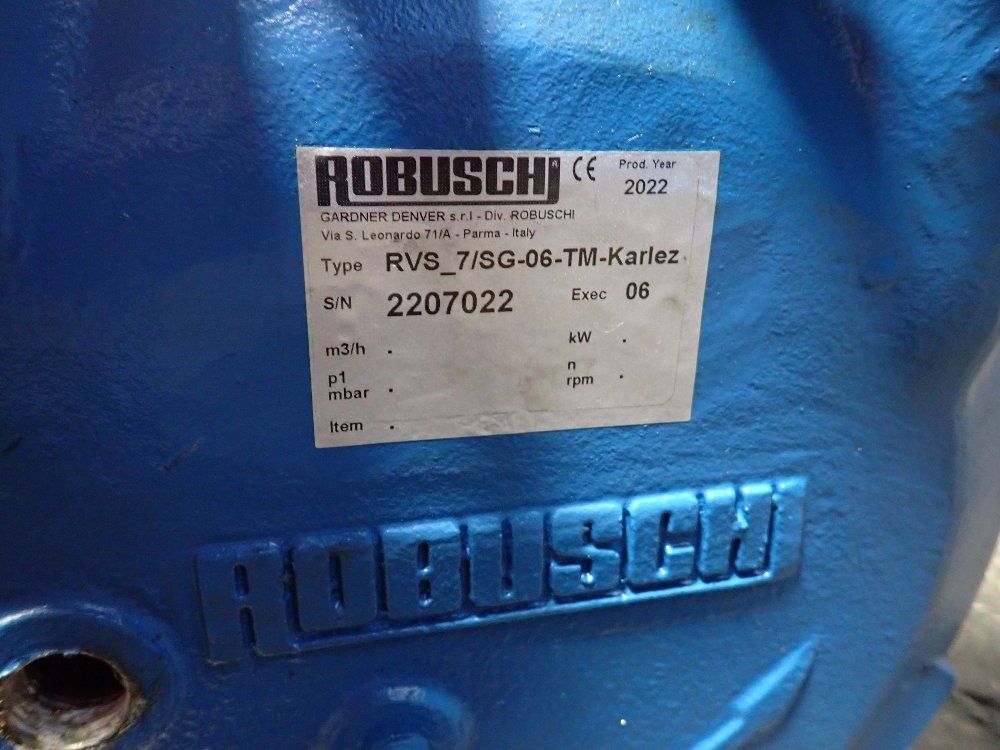 ROBUSCHI® CE Prod. Year
2022
GARDNER DENVER s.r.l - Div. ROBUSCHI
Via S. Leonardo 71/A - Parma - Italy
Type RVS_7/SG-06-TM-Karlez
S/N 2207022 Exec 06
m3/h . kW .
p1 mbar . n rpm .
Item .
ROBUSCHI